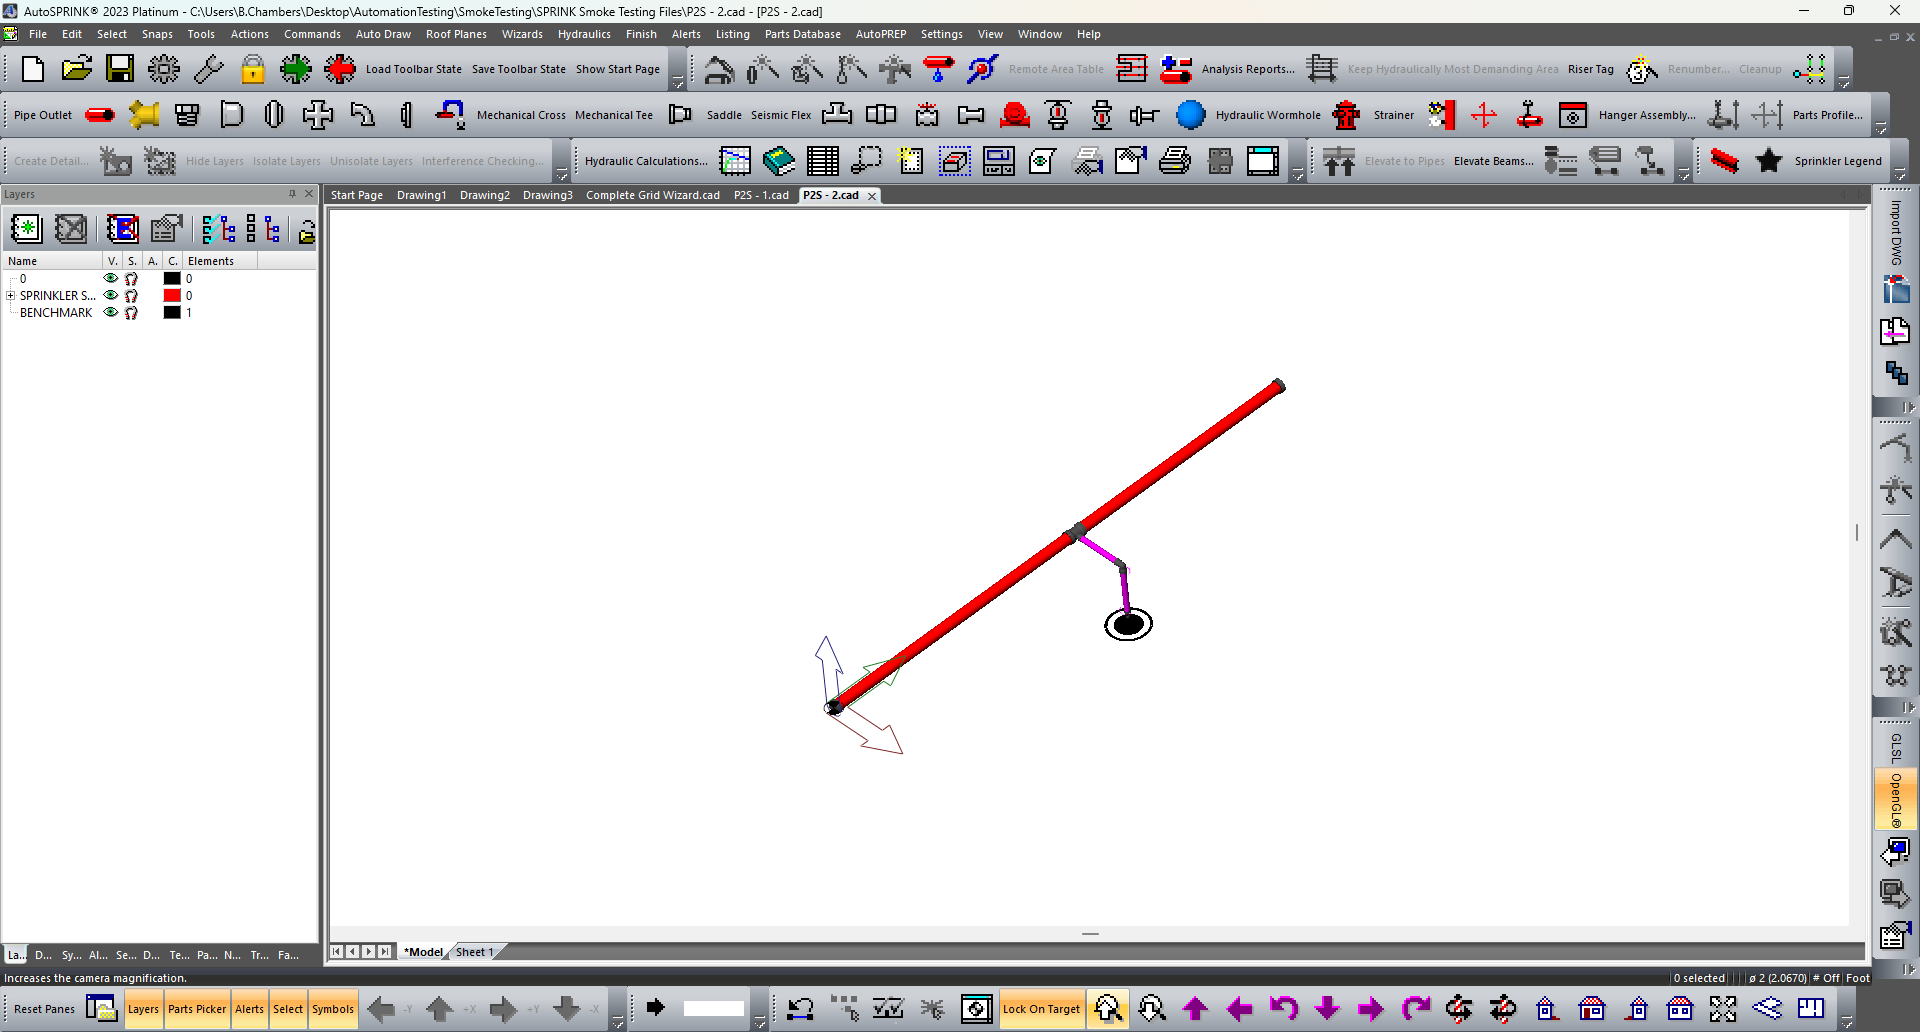 AutoSPRINK® 2023 Platinum - C:\Users\B.Chambers\Desktop\AutomationTesting\SmokeTesting\SPRINK Smoke Testing Files\P2S - 2.cad - [P2S - 2.cad]
File Edit Select Snaps Tools Actions Commands Auto Draw Roof Planes Wizards Hydraulics Finish Alerts Listing Parts Database AutoPREP Settings View Window Help
Load Toolbar State Save Toolbar State Show Start Page Remote Area Table Analysis Reports... Keep Hydraulically Most Demanding Area Riser Tag Renumber... Cleanup
Pipe Outlet Mechanical Cross Mechanical Tee Saddle Seismic Flex Hydraulic Wormhole Strainer Hanger Assembly... Parts Profile...
Create Detail... Hide Layers Isolate Layers Unisolate Layers Interference Checking... Hydraulic Calculations... Elevate to Pipes Elevate Beams... Sprinkler Legend
Layers
Start Page Drawing1 Drawing2 Drawing3 Complete Grid Wizard.cad P2S - 1.cad P2S - 2.cad
Import DWG
Name V. S. A. C. Elements
0 0
SPRINKLER S... 0
BENCHMARK 1
GLSL
OpenGL®
La... D... Sy... Al... Se... D... Te... Pa... N... Tr... Fa...
*Model Sheet 1
Increases the camera magnification.
0 selected ø 2 (2.0670) # Off Foot
Reset Panes Layers Parts Picker Alerts Select Symbols -Y +X +Y -X Lock On Target